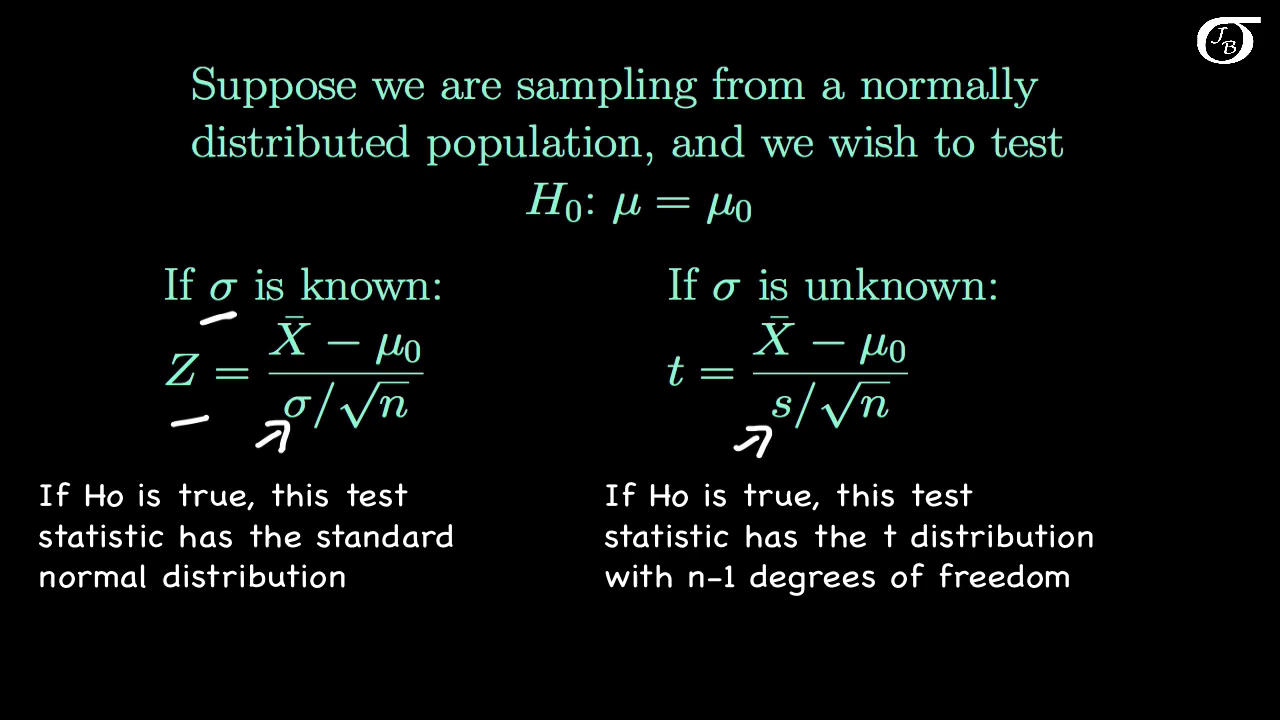 JB
Suppose we are sampling from a normally
distributed population, and we wish to test
H₀: μ = μ₀
If σ is known:
Z = (X̄ − μ₀) / (σ/√n)
If Ho is true, this test
statistic has the standard
normal distribution
If σ is unknown:
t = (X̄ − μ₀) / (s/√n)
If Ho is true, this test
statistic has the t distribution
with n-1 degrees of freedom